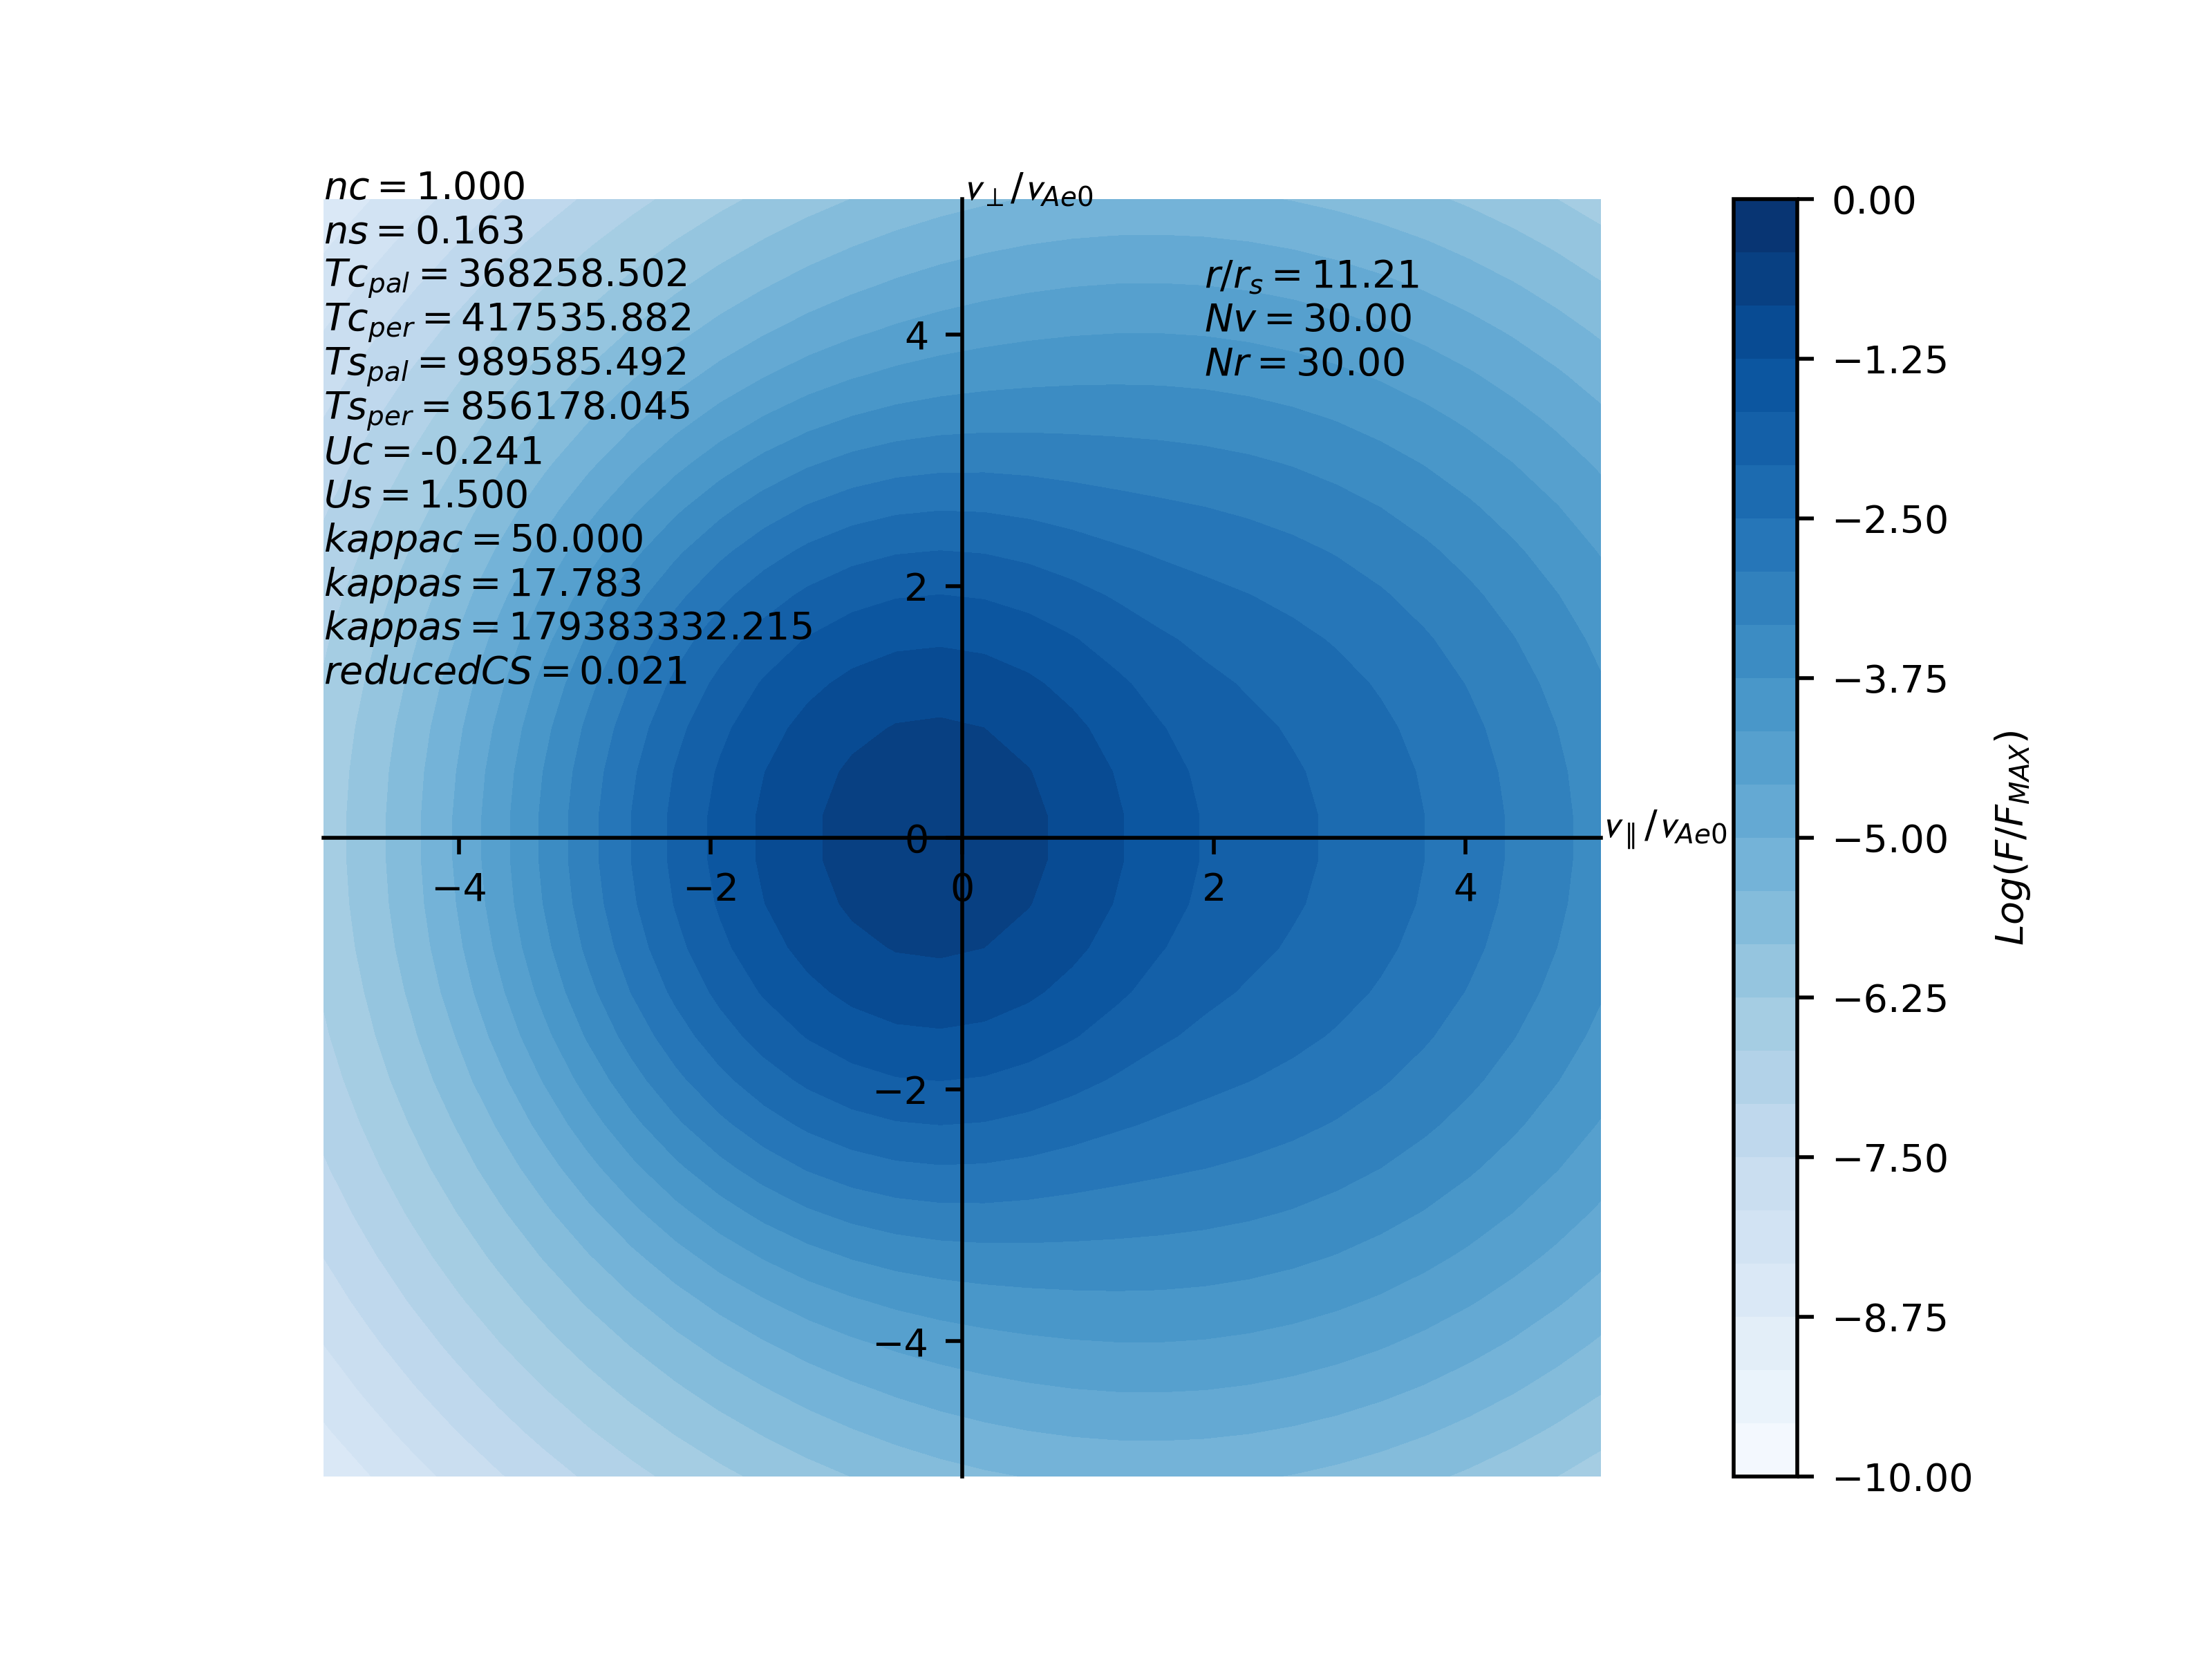 nc = 1.000
ns = 0.163
Tc_pal = 368258.502
Tc_per = 417535.882
Ts_pal = 989585.492
Ts_per = 856178.045
Uc = -0.241
Us = 1.500
kappac = 50.000
kappas = 17.783
kappas = 179383332.215
reducedCS = 0.021
v_⊥/v_Ae0
r/r_s = 11.21
Nv = 30.00
Nr = 30.00
4
2
0
−2
−4
−4
−2
0
2
4
v_∥/v_Ae0
0.00
−1.25
−2.50
−3.75
−5.00
−6.25
−7.50
−8.75
−10.00
Log(F/F_MAX)